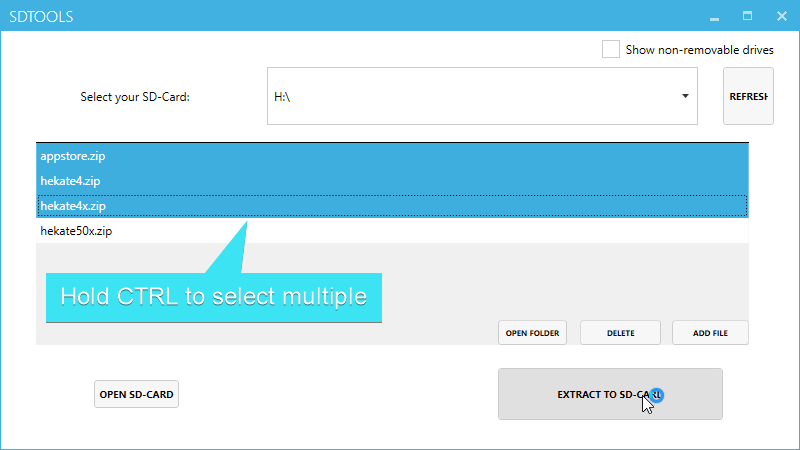 SDTOOLS
Show non-removable drives
Select your SD-Card:
H:\
REFRESH
appstore.zip
hekate4.zip
hekate4x.zip
hekate50x.zip
Hold CTRL to select multiple
OPEN FOLDER
DELETE
ADD FILE
OPEN SD-CARD
EXTRACT TO SD-CARD